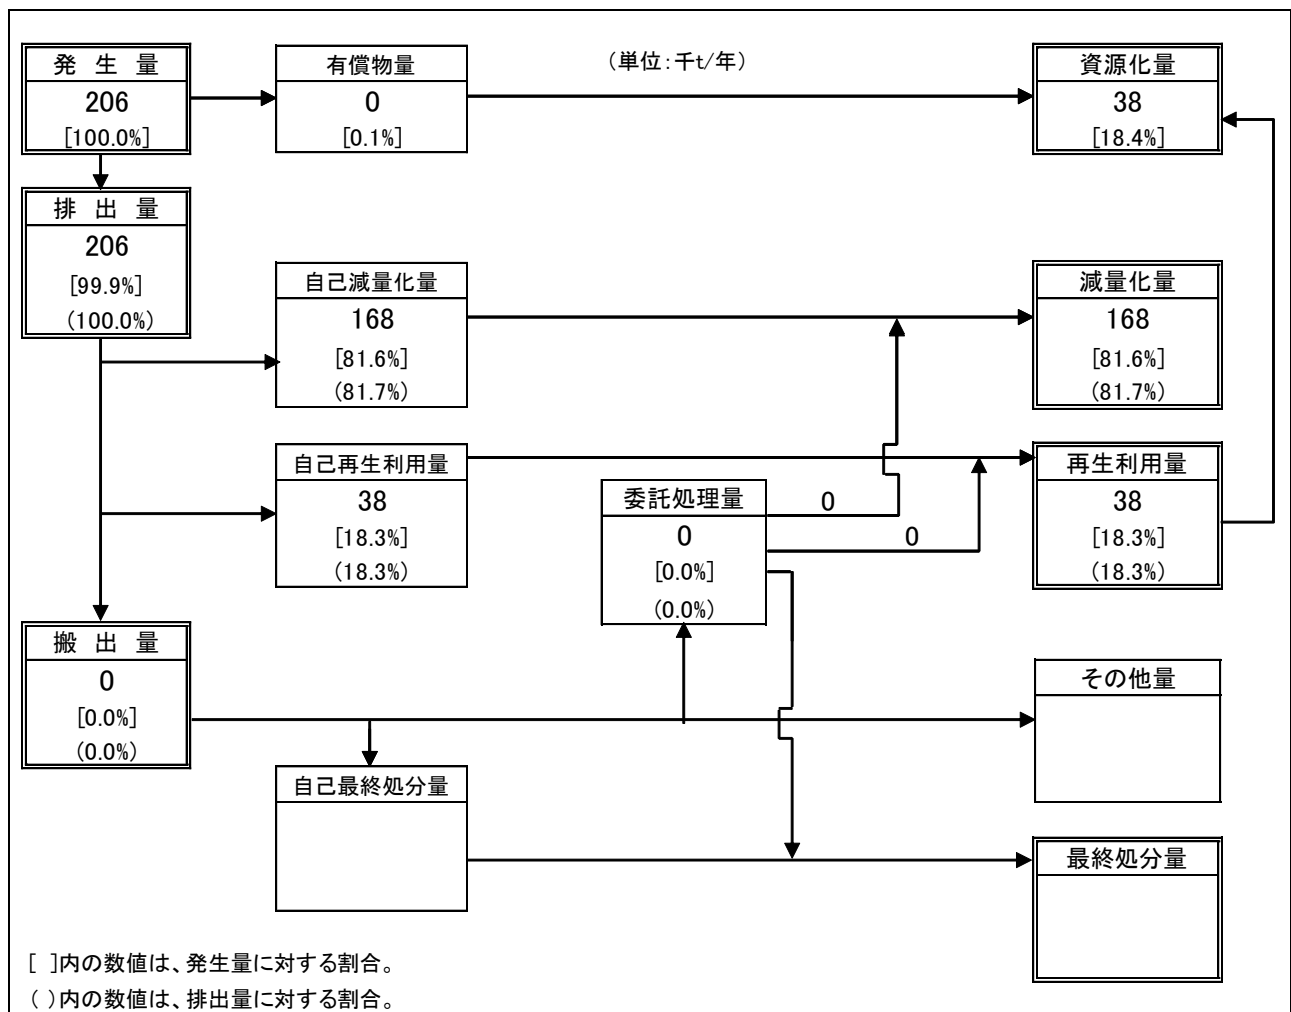 発 生 量
206
[100.0%]
有償物量
0
[0.1%]
(単位:千t/年)
資源化量
38
[18.4%]
排 出 量
206
[99.9%]
(100.0%)
自己減量化量
168
[81.6%]
(81.7%)
減量化量
168
[81.6%]
(81.7%)
自己再生利用量
38
[18.3%]
(18.3%)
委託処理量
0
[0.0%]
(0.0%)
0
0
再生利用量
38
[18.3%]
(18.3%)
搬 出 量
0
[0.0%]
(0.0%)
その他量
自己最終処分量
最終処分量
[ ]内の数値は、発生量に対する割合。
( )内の数値は、排出量に対する割合。